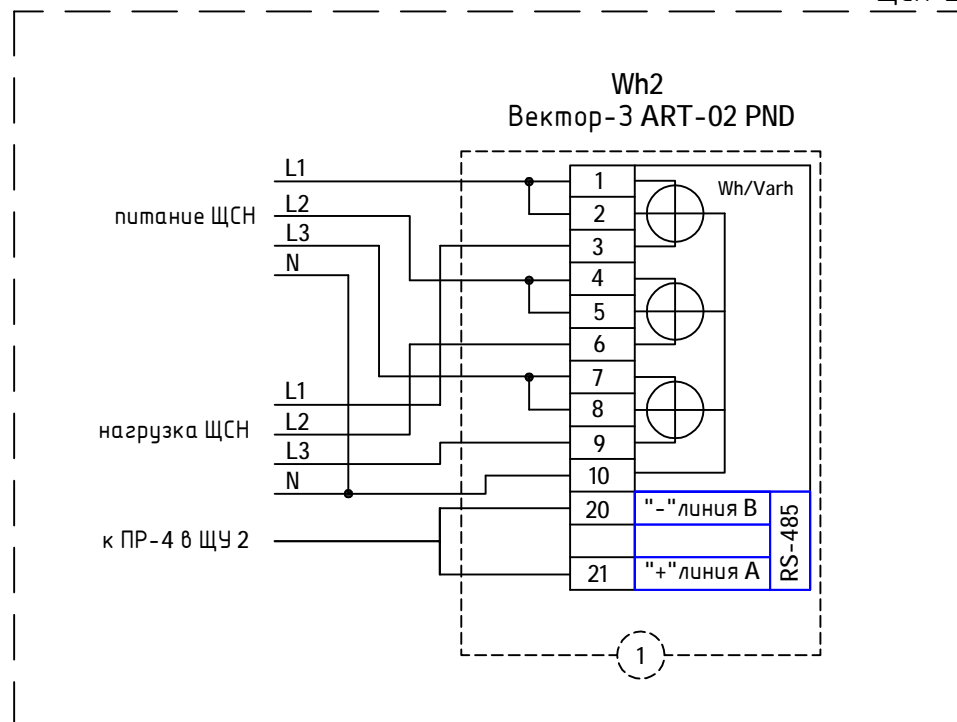 Wh2
Вектор-3 ART-02 PND
L1
питание ЩСН
L2
L3
N
L1
нагрузка ЩСН
L2
L3
N
к ПР-4 в ЩУ 2
1
2
3
4
5
6
7
8
9
10
20
21
Wh/Varh
"-"линия В
"+"линия А
RS-485
1